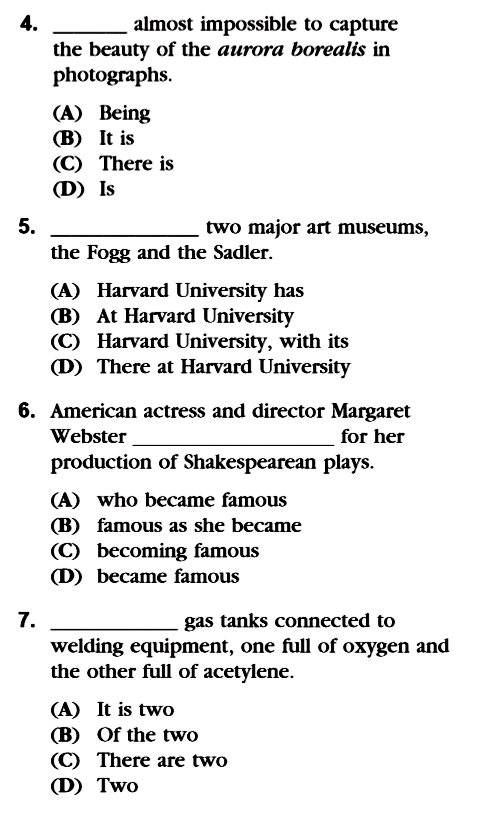 4. _______ almost impossible to capture
the beauty of the aurora borealis in
photographs.
(A) Being
(B) It is
(C) There is
(D) Is
5. ______________ two major art museums,
the Fogg and the Sadler.
(A) Harvard University has
(B) At Harvard University
(C) Harvard University, with its
(D) There at Harvard University
6. American actress and director Margaret
Webster ___________________ for her
production of Shakespearean plays.
(A) who became famous
(B) famous as she became
(C) becoming famous
(D) became famous
7. ____________ gas tanks connected to
welding equipment, one full of oxygen and
the other full of acetylene.
(A) It is two
(B) Of the two
(C) There are two
(D) Two